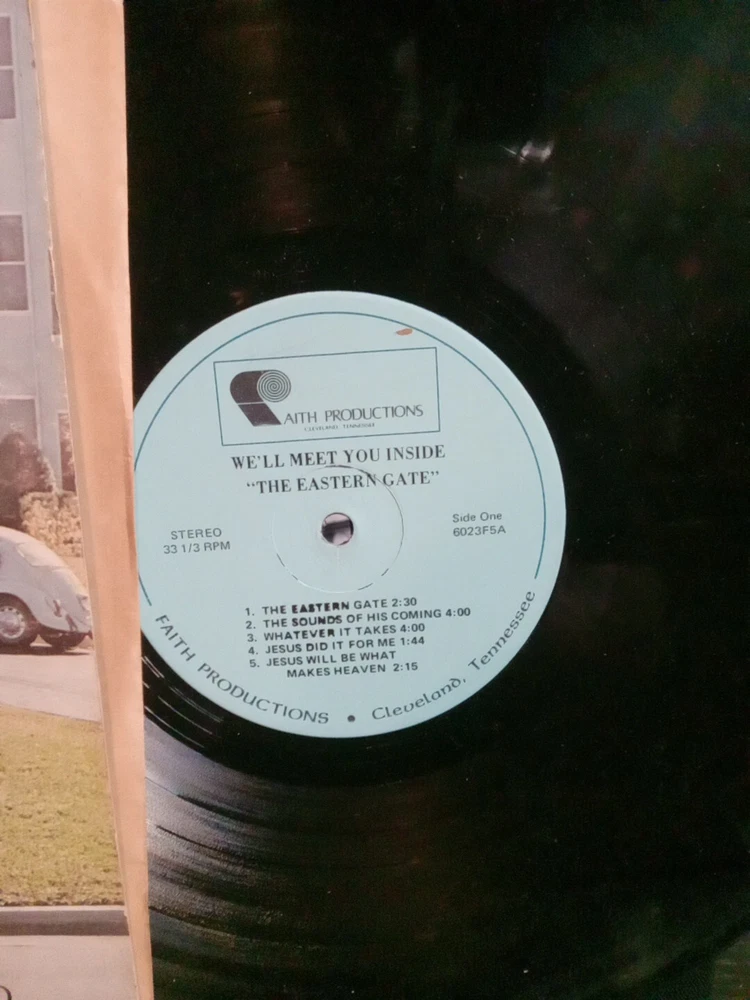 FAITH PRODUCTIONS
CLEVELAND, TENNESSEE
WE'LL MEET YOU INSIDE
"THE EASTERN GATE"
STEREO
33 1/3 RPM
Side One
6023F5A
1. THE EASTERN GATE 2:30
2. THE SOUNDS OF HIS COMING 4:00
3. WHATEVER IT TAKES 4:00
4. JESUS DID IT FOR ME 1:44
5. JESUS WILL BE WHAT
MAKES HEAVEN 2:15
FAITH PRODUCTIONS • Cleveland, Tennessee